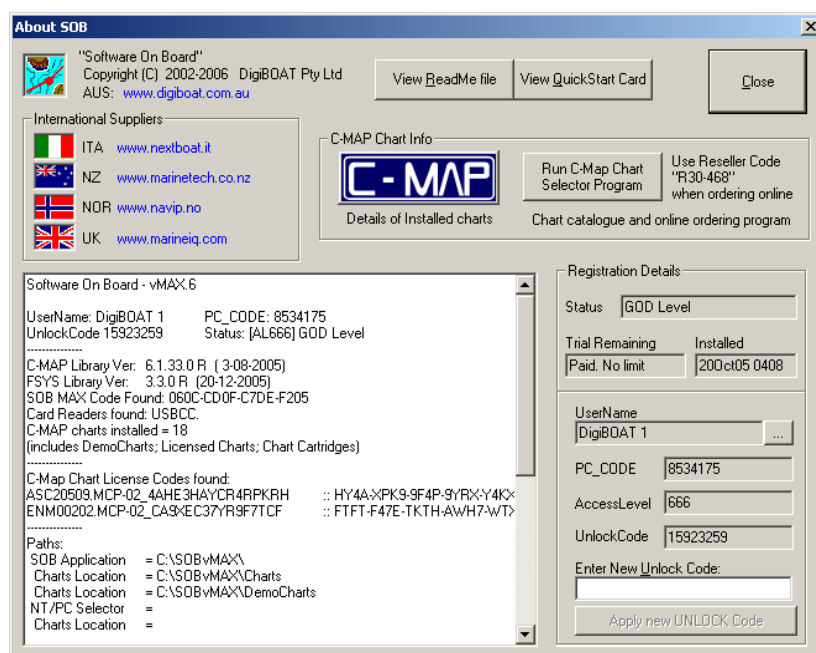 About SOB
"Software On Board"
Copyright (C) 2002-2006 DigiBOAT Pty Ltd
AUS: www.digiboat.com.au
View ReadMe file
View QuickStart Card
Close
International Suppliers
ITA www.nextboat.it
NZ www.marinetech.co.nz
NOR www.navip.no
UK www.marineiq.com
C-MAP Chart Info
C-MAP
Details of Installed charts
Run C-Map Chart
Selector Program
Use Reseller Code
"R30-468"
when ordering online
Chart catalogue and online ordering program
Software On Board - vMAX.6
UserName: DigiBOAT 1 PC_CODE: 8534175
UnlockCode 15923259 Status: [AL666] GOD Level
---------------
C-MAP Library Ver: 6.1.33.0 R ( 3-08-2005)
FSYS Library Ver: 3.3.0 R (20-12-2005)
SOB MAX Code Found: 060C-CD0F-C7DE-F205
Card Readers found: USBCC.
C-MAP charts installed = 18
(includes DemoCharts; Licensed Charts; Chart Cartridges)
---------------
C-Map Chart License Codes found:
ASC20509.MCP-02_4AHE3HAYCR4RPKRH :: HY4A-XPK9-9F4P-9YRX-Y4KX
ENM00202.MCP-02_CA9XEC37YR9F7TCF :: FTFT-F47E-TKTH-AWH7-WTX
---------------
Paths:
SOB Application = C:\SOBvMAX\
Charts Location = C:\SOBvMAX\Charts
Charts Location = C:\SOBvMAX\DemoCharts
NT/PC Selector =
Charts Location =
Registration Details
Status GOD Level
Trial Remaining Installed
Paid. No limit 20Oct05 0408
UserName
DigiBOAT 1 ...
PC_CODE 8534175
AccessLevel 666
UnlockCode 15923259
Enter New Unlock Code:
Apply new UNLOCK Code